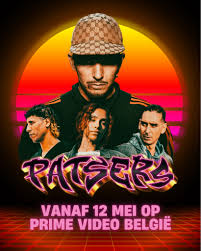 PATSERS
VANAF 12 MEI OP
PRIME VIDEO BELGIË